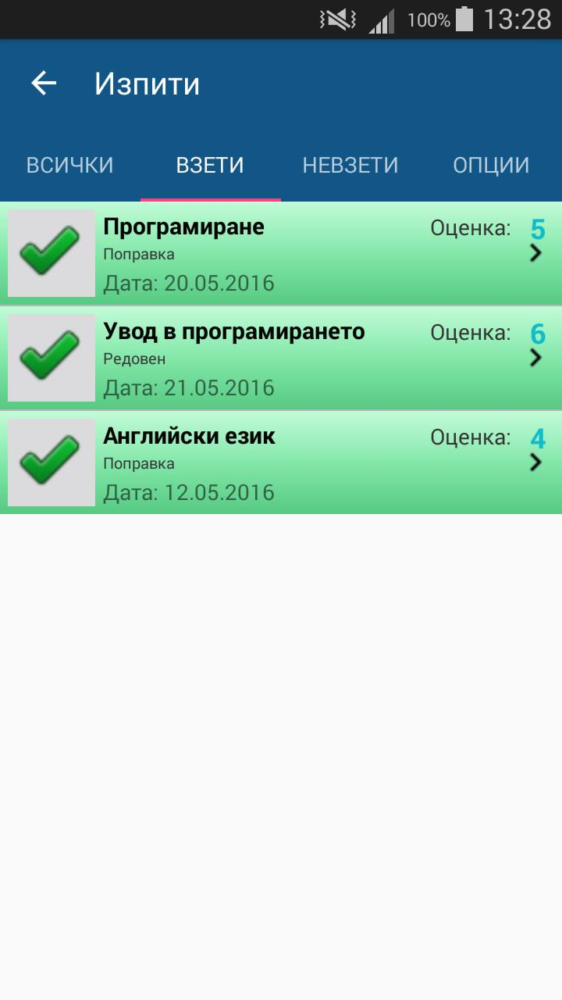 100% 13:28
Изпити
ВСИЧКИ ВЗЕТИ НЕВЗЕТИ ОПЦИИ
Програмиране Оценка: 5
Поправка
Дата: 20.05.2016
Увод в програмирането Оценка: 6
Редовен
Дата: 21.05.2016
Английски език Оценка: 4
Поправка
Дата: 12.05.2016